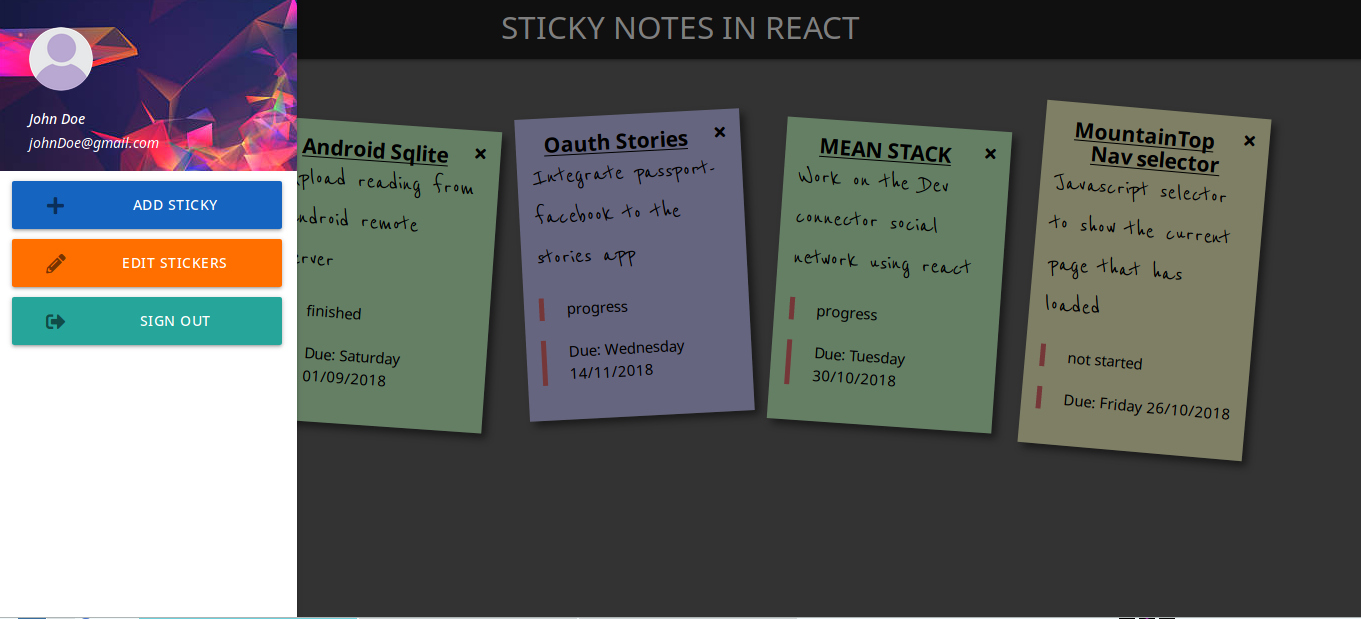 STICKY NOTES IN REACT
John Doe
johnDoe@gmail.com
ADD STICKY
EDIT STICKERS
SIGN OUT
Android Sqlite
reading from
remote
finished
Due: Saturday
01/09/2018
Oauth Stories
Integrate passport-
facebook to the
stories app
progress
Due: Wednesday
14/11/2018
MEAN STACK
Work on the Dev
connector social
network using react
progress
Due: Tuesday
30/10/2018
MountainTop
Nav selector
Javascript selector
to show the current
page that has
loaded
not started
Due: Friday 26/10/2018